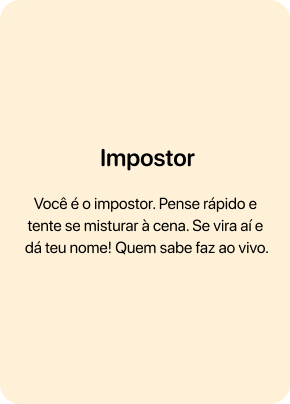 Impostor
Você é o impostor. Pense rápido e
tente se misturar à cena. Se vira aí e
dá teu nome! Quem sabe faz ao vivo.